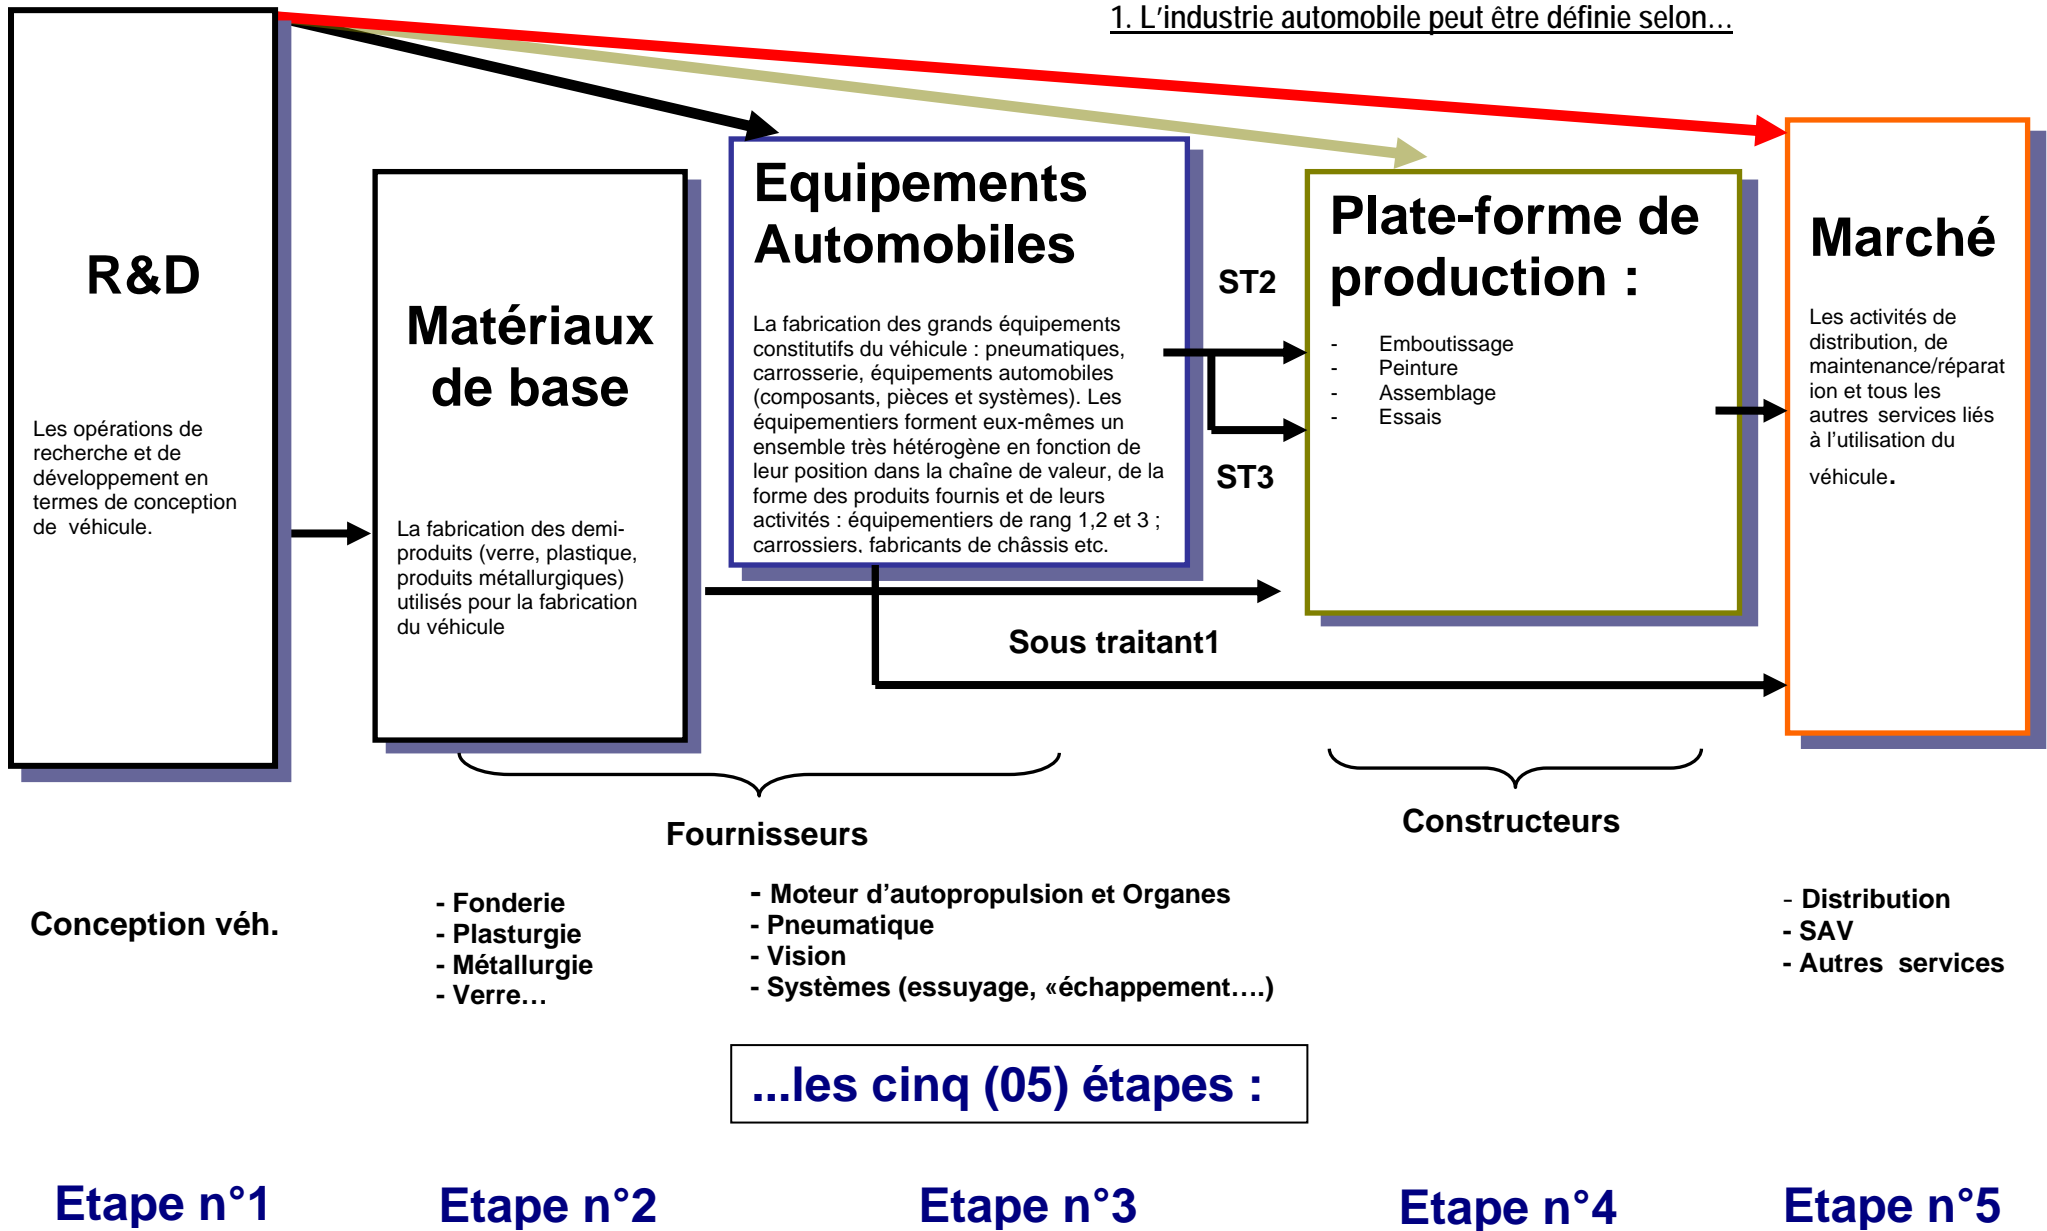 1. L’industrie automobile peut être définie selon…
R&D
Les opérations de
recherche et de
développement en
termes de conception
de véhicule.
Matériaux
de base
La fabrication des demi-
produits (verre, plastique,
produits métallurgiques)
utilisés pour la fabrication
du véhicule
Equipements
Automobiles
La fabrication des grands équipements
constitutifs du véhicule : pneumatiques,
carrosserie, équipements automobiles
(composants, pièces et systèmes). Les
équipementiers forment eux-mêmes un
ensemble très hétérogène en fonction de
leur position dans la chaîne de valeur, de la
forme des produits fournis et de leurs
activités : équipementiers de rang 1,2 et 3 ;
carrossiers, fabricants de châssis etc.
ST2
ST3
Plate-forme de
production :
- Emboutissage
- Peinture
- Assemblage
- Essais
Marché
Les activités de
distribution, de
maintenance/réparat
ion et tous les
autres services liés
à l’utilisation du
véhicule.
Sous traitant1
Fournisseurs
Constructeurs
Conception véh.
- Fonderie
- Plasturgie
- Métallurgie
- Verre…
- Moteur d’autopropulsion et Organes
- Pneumatique
- Vision
- Systèmes (essuyage, «échappement….)
- Distribution
- SAV
- Autres services
...les cinq (05) étapes :
Etape n°1
Etape n°2
Etape n°3
Etape n°4
Etape n°5